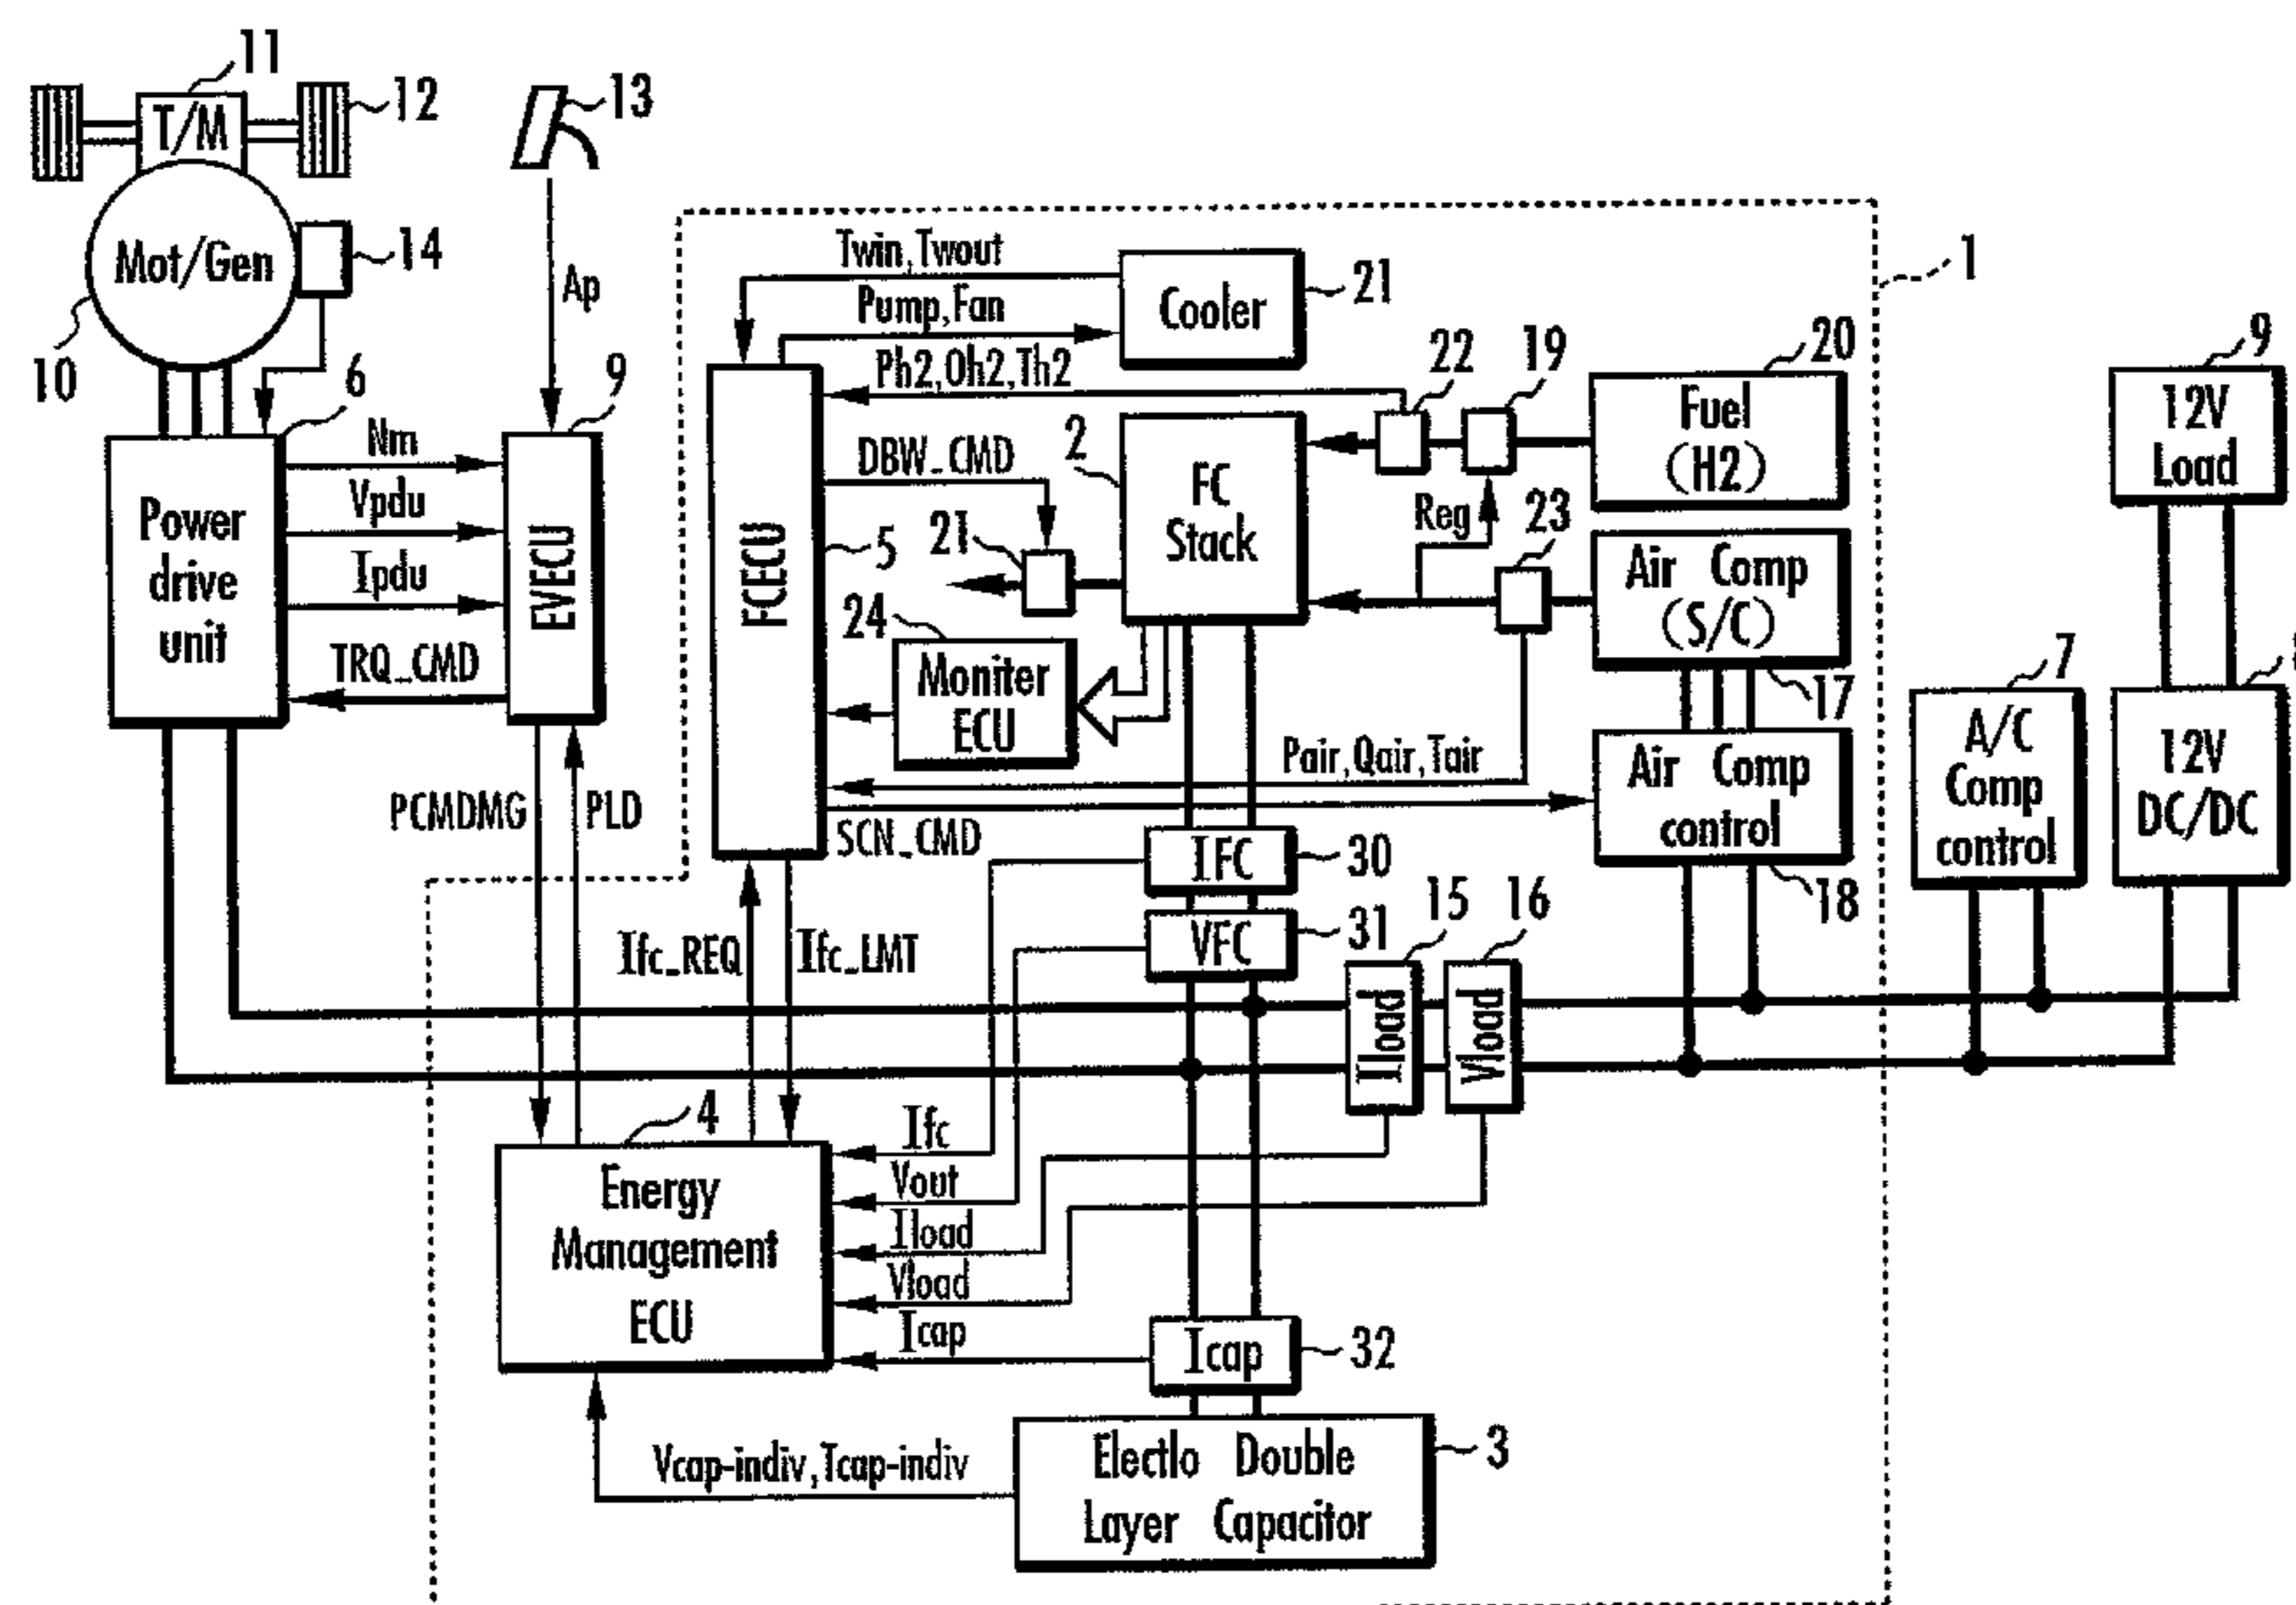 11
T/M
12
13
Mot/Gen
14
10
Ap
6
9
Nm
Vpdu
Ipdu
TRQ_CMD
Power
drive
unit
EVECU
PCMDMG
PLD
1
Twin,Twout
Pump,Fan
Cooler
21
Ph2,Oh2,Th2
22
19
20
Fuel
(H2)
9
12V
Load
DBW_CMD
2
FC
Stack
Reg
23
FCECU
5
21
Air Comp
(S/C)
17
24
Moniter
ECU
Pair,Qair,Tair
SCN_CMD
Air Comp
control
18
7
A/C
Comp
control
12V
DC/DC
IFC
30
VFC
31
15
16
Iload
Vload
Ifc_REQ
Ifc_LMT
4
Energy
Management
ECU
Ifc
Vout
Iload
Vload
Icap
Icap
32
Vcap-indiv,Tcap-indiv
Electlo Double
Layer Capacitor
3